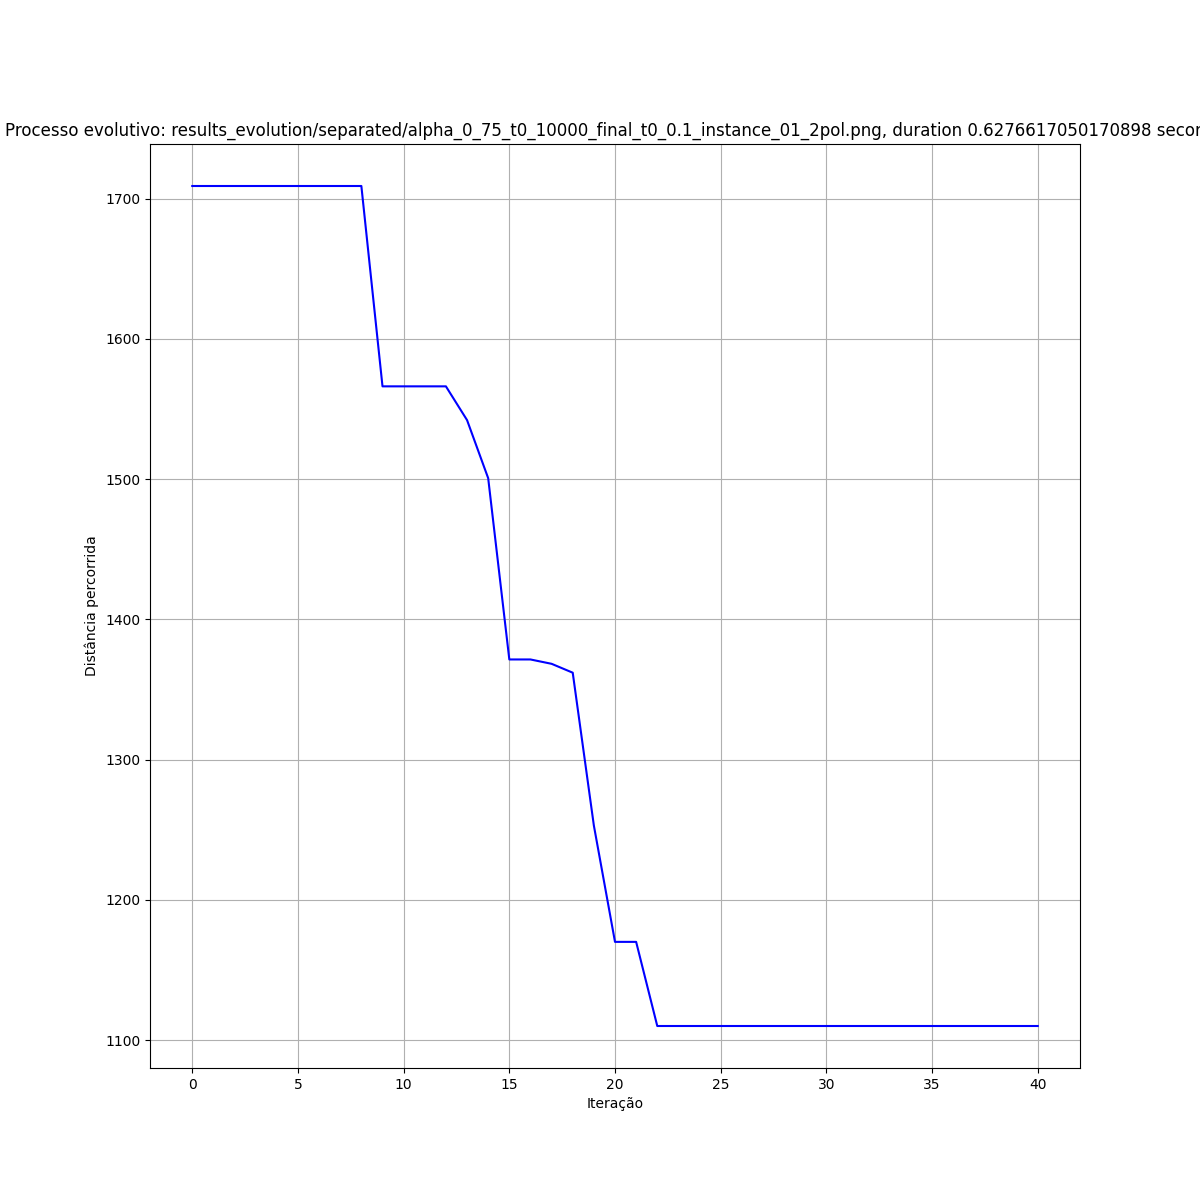 Processo evolutivo: results_evolution/separated/alpha_0_75_t0_10000_final_t0_0.1_instance_01_2pol.png, duration 0.6276617050170898
1700
1600
1500
1400
1300
1200
1100
Distância percorrida
0 5 10 15 20 25 30 35 40
Iteração